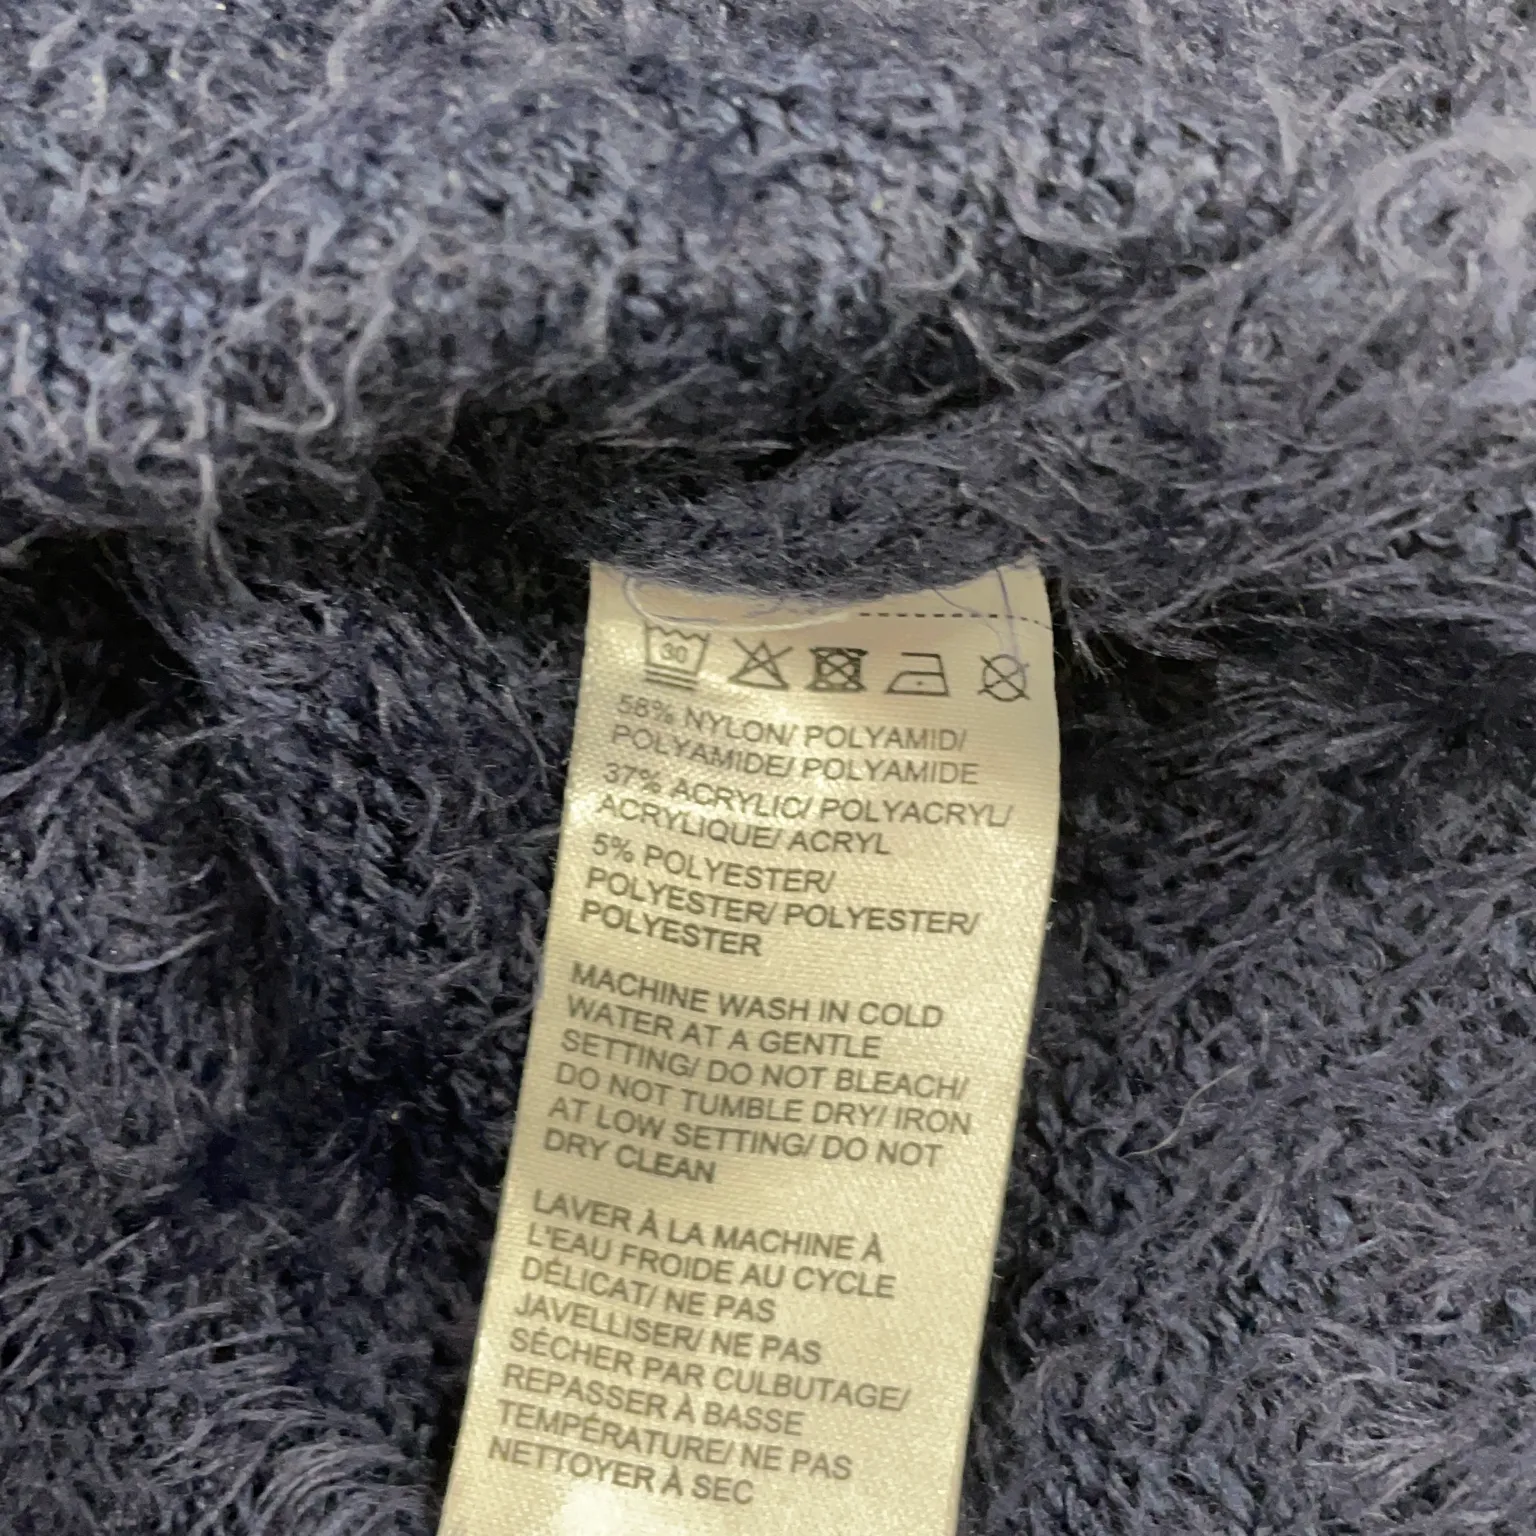 30
58% NYLON/ POLYAMID/
POLYAMIDE/ POLYAMIDE
37% ACRYLIC/ POLYACRYL/
ACRYLIQUE/ ACRYL
5% POLYESTER/
POLYESTER/ POLYESTER/
POLYESTER
MACHINE WASH IN COLD
WATER AT A GENTLE
SETTING/ DO NOT BLEACH/
DO NOT TUMBLE DRY/ IRON
AT LOW SETTING/ DO NOT
DRY CLEAN
LAVER À LA MACHINE À
L'EAU FROIDE AU CYCLE
DÉLICAT/ NE PAS
JAVELLISER/ NE PAS
SÉCHER PAR CULBUTAGE/
REPASSER À BASSE
TEMPÉRATURE/ NE PAS
NETTOYER À SEC